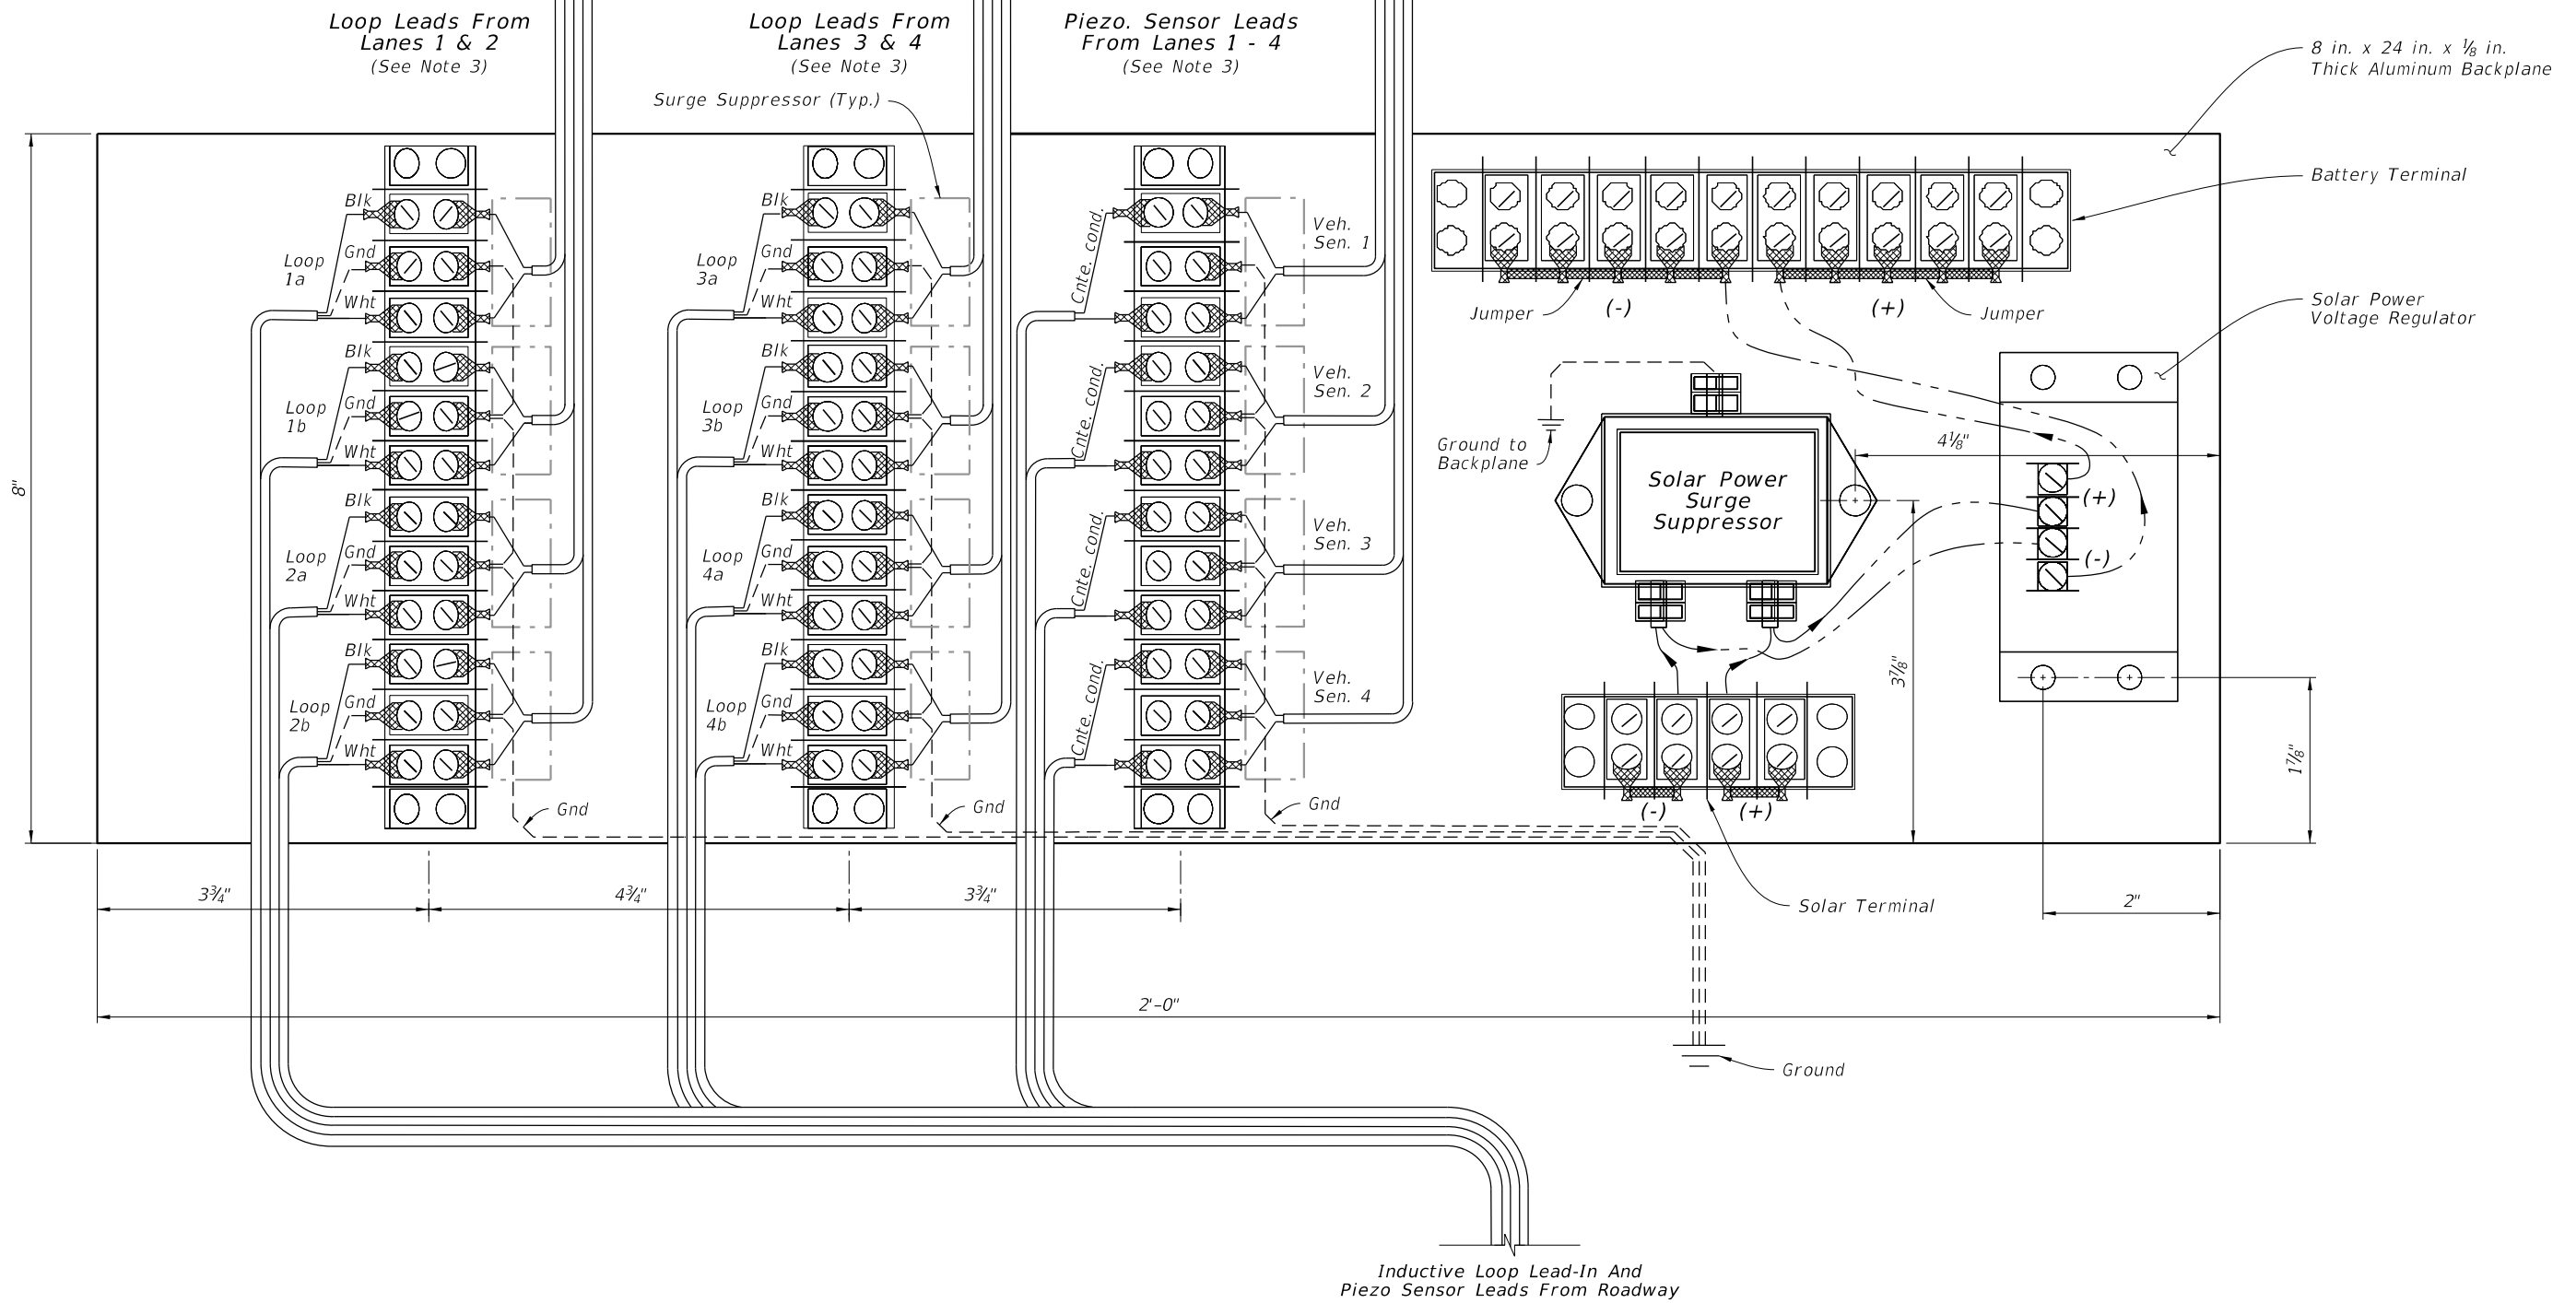 Loop Leads From
Lanes 1 & 2
(See Note 3)
Loop Leads From
Lanes 3 & 4
(See Note 3)
Piezo. Sensor Leads
From Lanes 1 - 4
(See Note 3)
Surge Suppressor (Typ.)
8 in. x 24 in. x ⅛ in.
Thick Aluminum Backplane
Battery Terminal
Solar Power
Voltage Regulator
8"
Blk
Gnd
Wht
Loop
1a
Blk
Gnd
Wht
Loop
1b
Blk
Gnd
Wht
Loop
2a
Blk
Gnd
Wht
Loop
2b
Gnd
Blk
Gnd
Wht
Loop
3a
Blk
Gnd
Wht
Loop
3b
Blk
Gnd
Wht
Loop
4a
Blk
Gnd
Wht
Loop
4b
Gnd
Cnte. cond.
Cnte. cond.
Cnte. cond.
Cnte. cond.
Veh.
Sen. 1
Veh.
Sen. 2
Veh.
Sen. 3
Veh.
Sen. 4
Gnd
Jumper
(-)
(+)
Jumper
Ground to
Backplane
Solar Power
Surge
Suppressor
4⅛"
(+)
(-)
3⅞"
1⅞"
(-)
(+)
Solar Terminal
3¾"
4¾"
3¾"
2"
2'-0"
Ground
Inductive Loop Lead-In And
Piezo Sensor Leads From Roadway